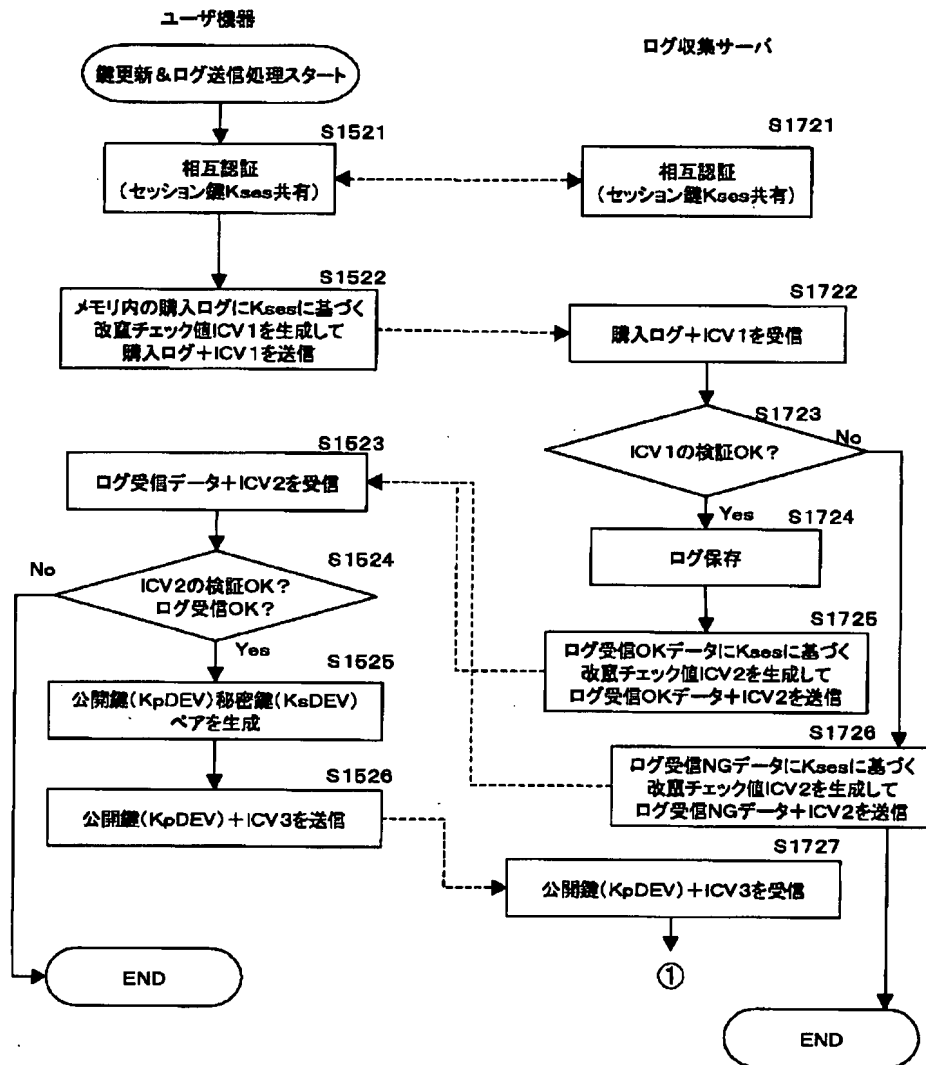 ユーザ機器
ログ収集サーバ
鍵更新&ログ送信処理スタート
S1521
相互認証
(セッション鍵Kses共有)
S1721
相互認証
(セッション鍵Kses共有)
S1522
メモリ内の購入ログにKsesに基づく
改竄チェック値ICV1を生成して
購入ログ+ICV1を送信
S1722
購入ログ+ICV1を受信
S1723
ICV1の検証OK?
No
Yes
S1523
ログ受信データ+ICV2を受信
S1724
ログ保存
S1524
ICV2の検証OK?
ログ受信OK?
No
Yes
S1725
ログ受信OKデータにKsesに基づく
改竄チェック値ICV2を生成して
ログ受信OKデータ+ICV2を送信
S1525
公開鍵(KpDEV)秘密鍵(KsDEV)
ペアを生成
S1726
ログ受信NGデータにKsesに基づく
改竄チェック値ICV2を生成して
ログ受信NGデータ+ICV2を送信
S1526
公開鍵(KpDEV)+ICV3を送信
S1727
公開鍵(KpDEV)+ICV3を受信
①
END
END